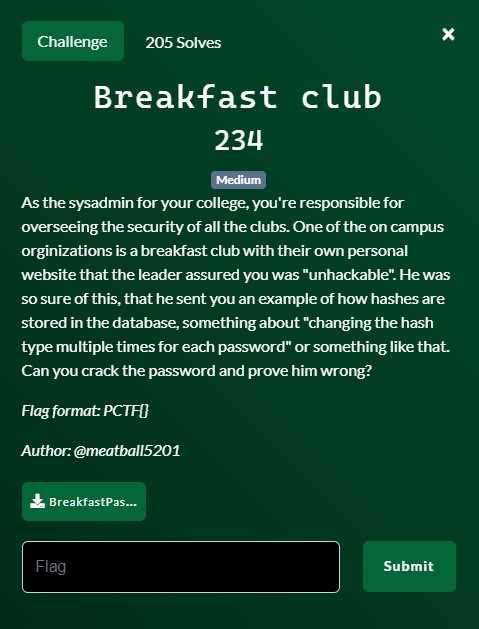 Challenge
205 Solves
×
Breakfast club
234
Medium
As the sysadmin for your college, you're responsible for
overseeing the security of all the clubs. One of the on campus
orginizations is a breakfast club with their own personal
website that the leader assured you was "unhackable". He was
so sure of this, that he sent you an example of how hashes are
stored in the database, something about "changing the hash
type multiple times for each password" or something like that.
Can you crack the password and prove him wrong?
Flag format: PCTF{}
Author: @meatball5201
BreakfastPas...
Flag
Submit